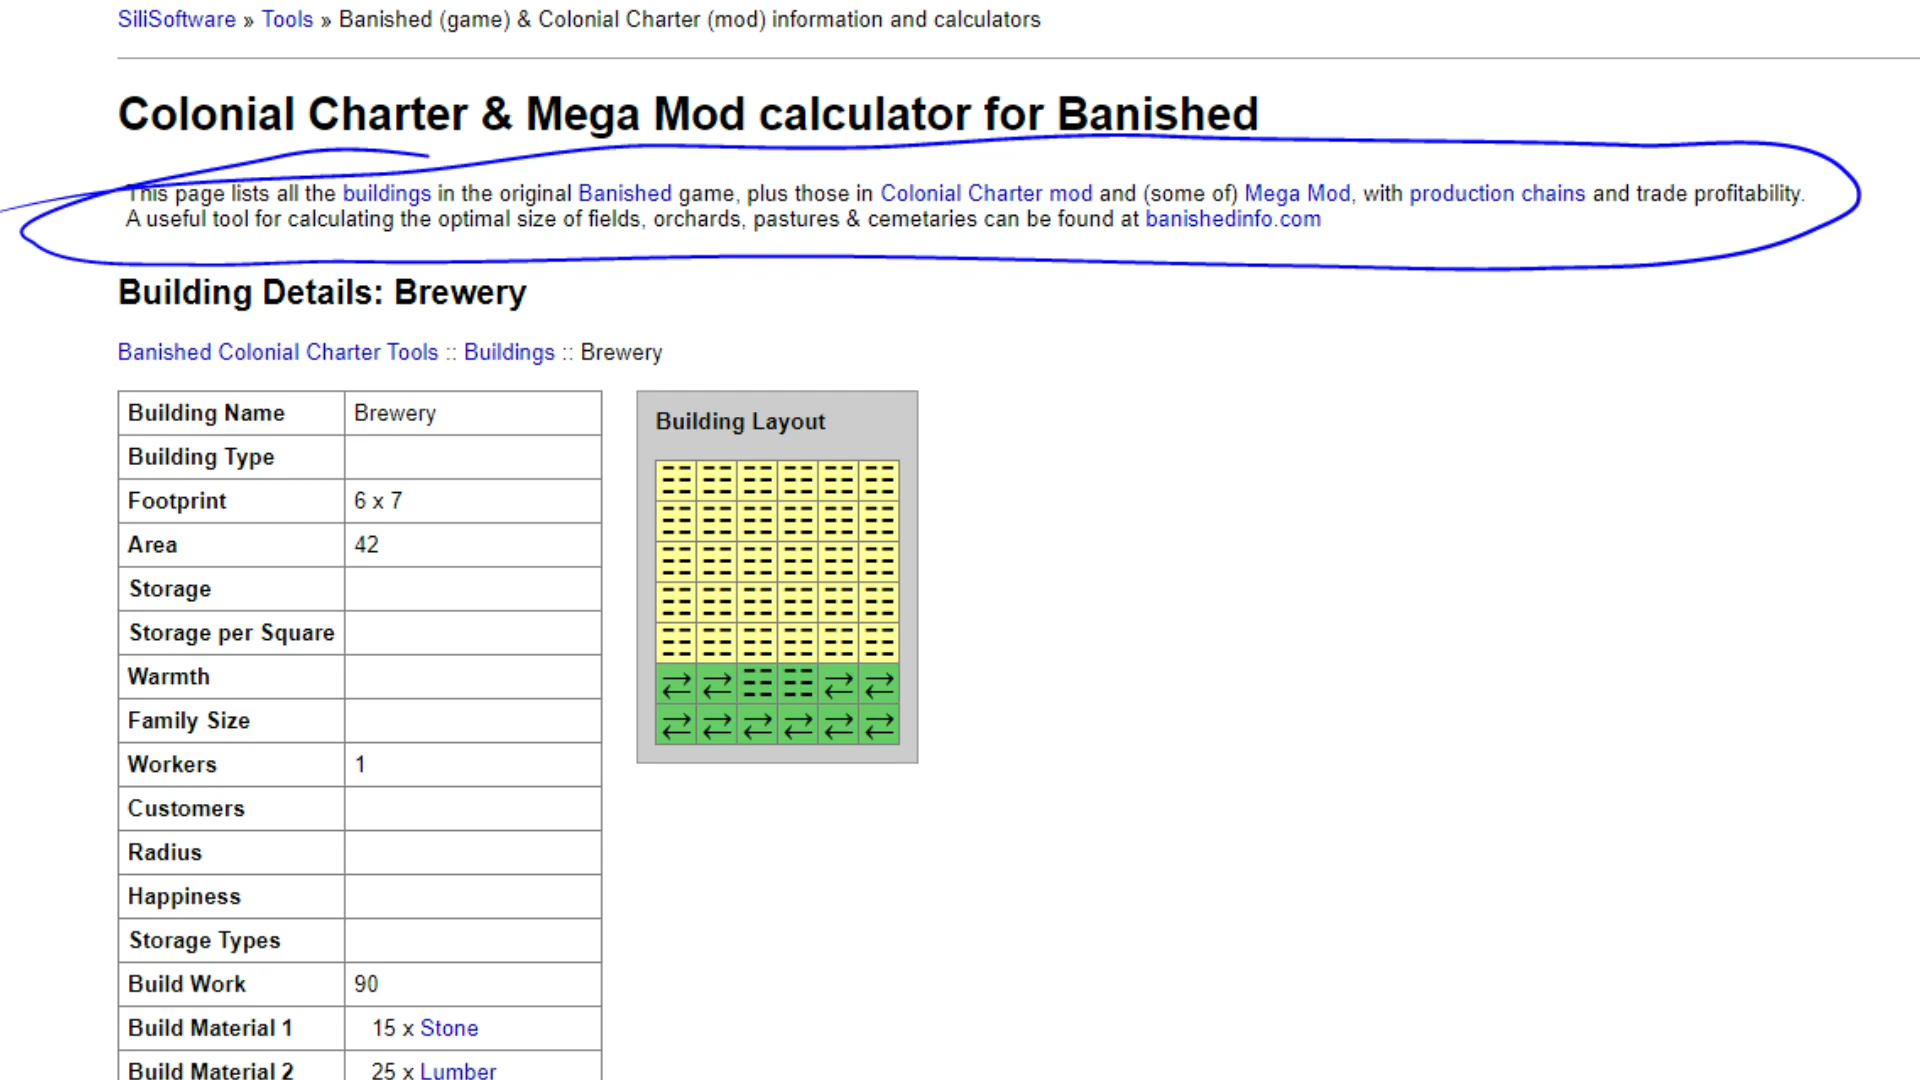 SiliSoftware » Tools » Banished (game) & Colonial Charter (mod) information and calculators
Colonial Charter & Mega Mod calculator for Banished
This page lists all the buildings in the original Banished game, plus those in Colonial Charter mod and (some of) Mega Mod, with production chains and trade profitability.
A useful tool for calculating the optimal size of fields, orchards, pastures & cemetaries can be found at banishedinfo.com
Building Details: Brewery
Banished Colonial Charter Tools :: Buildings :: Brewery
Building Name Brewery
Building Type
Footprint 6 x 7
Area 42
Storage
Storage per Square
Warmth
Family Size
Workers 1
Customers
Radius
Happiness
Storage Types
Build Work 90
Build Material 1 15 x Stone
Build Material 2 25 x Lumber
Building Layout